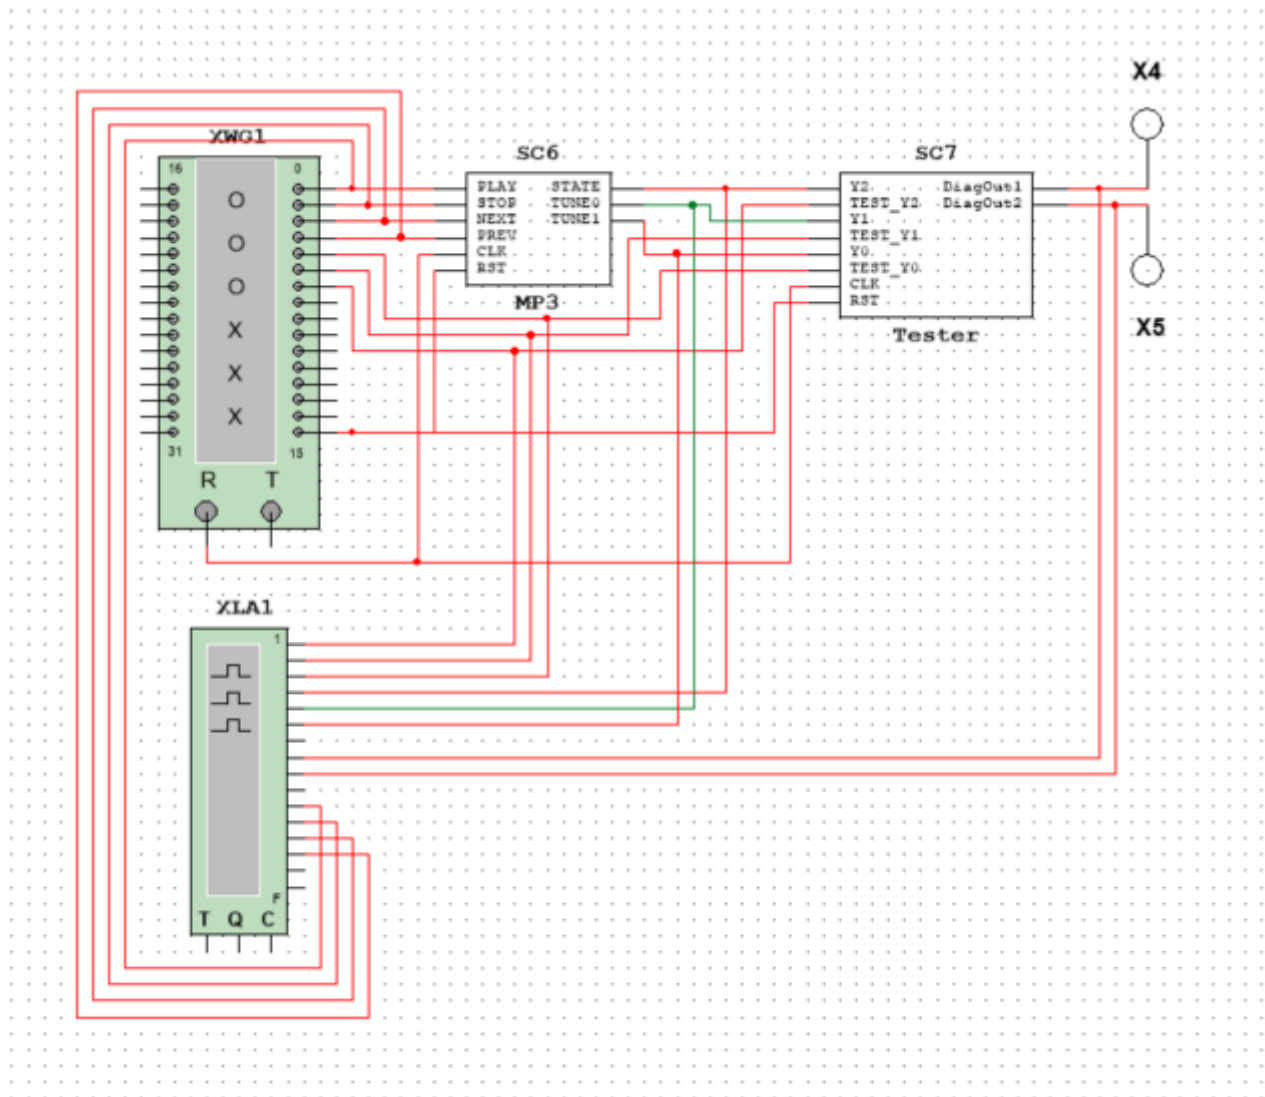 X4
XWG1
SC6
SC7
16 0
O
O
O
X
X
X
31 15
R T
PLAY STATE
STOP TUNE0
NEXT TUNE1
PREV
CLK
RST
MP3
Y2 DiagOut1
TEST_Y2 DiagOut2
Y1
TEST_Y1
Y0
TEST_Y0
CLK
RST
Tester
X5
XLA1
1
F
T Q C